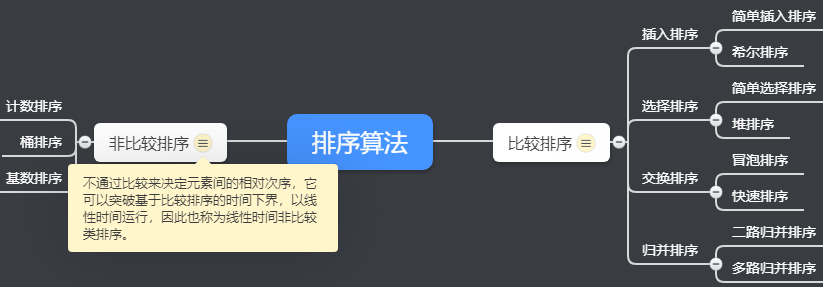 排序算法
比较排序
插入排序
简单插入排序
希尔排序
选择排序
简单选择排序
堆排序
交换排序
冒泡排序
快速排序
归并排序
二路归并排序
多路归并排序
非比较排序
计数排序
桶排序
基数排序
不通过比较来决定元素间的相对次序，它
可以突破基于比较排序的时间下界，以线
性时间运行，因此也称为线性时间非比较
类排序。